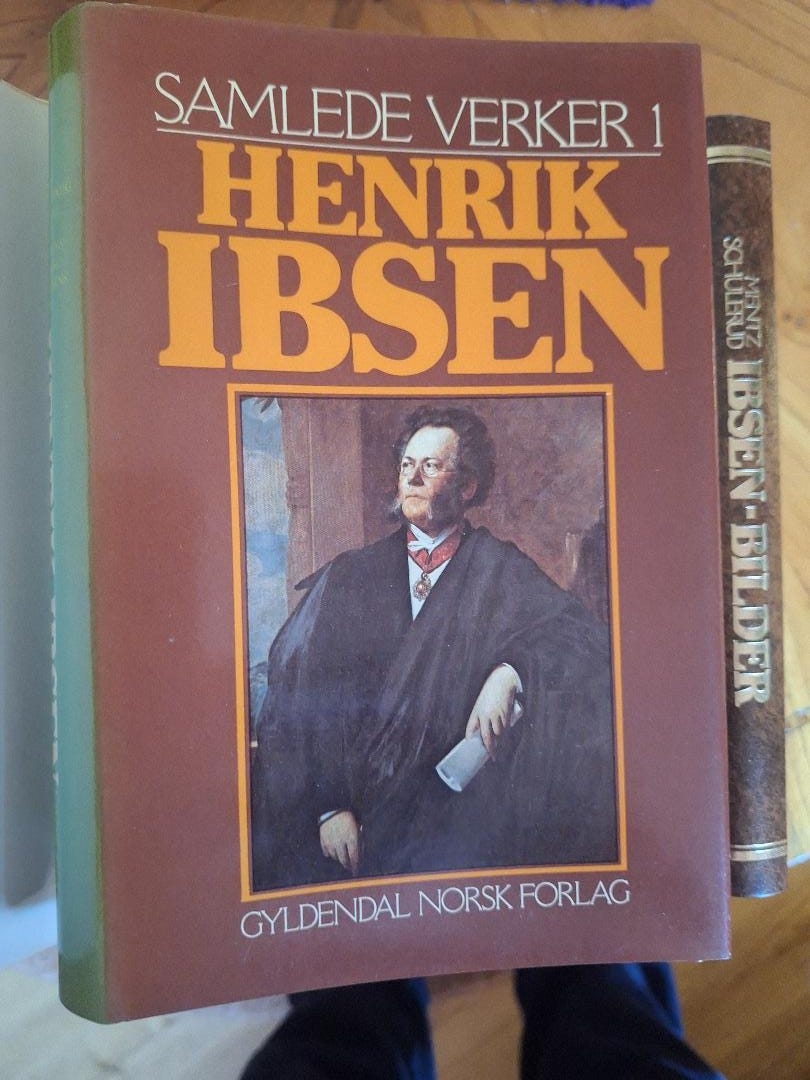 SAMLEDE VERKER 1
HENRIK
IBSEN
GYLDENDAL NORSK FORLAG
MENTZ
SCHULERUD
IBSEN-BILDER